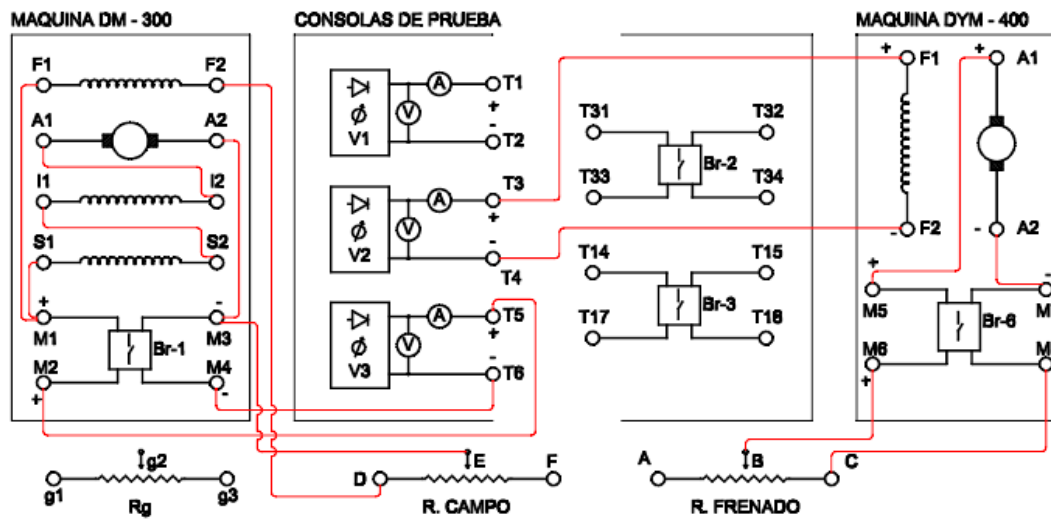 MAQUINA DM - 300
CONSOLAS DE PRUEBA
MAQUINA DYM - 400
F1
F2
A1
A2
I1
I2
S1
S2
+
-
M1
M3
Br-1
M2
M4
+
-
A
V
V1
T1
+
-
T2
A
V
V2
T3
+
-
T4
A
V
V3
T5
+
-
T6
T31
T32
Br-2
T33
T34
T14
T15
Br-3
T17
T16
+
F1
+
A1
-
F2
-
A2
+
-
M5
M
Br-6
M6
M
+
g1
g2
g3
Rg
D
E
F
R. CAMPO
A
B
C
R. FRENADO